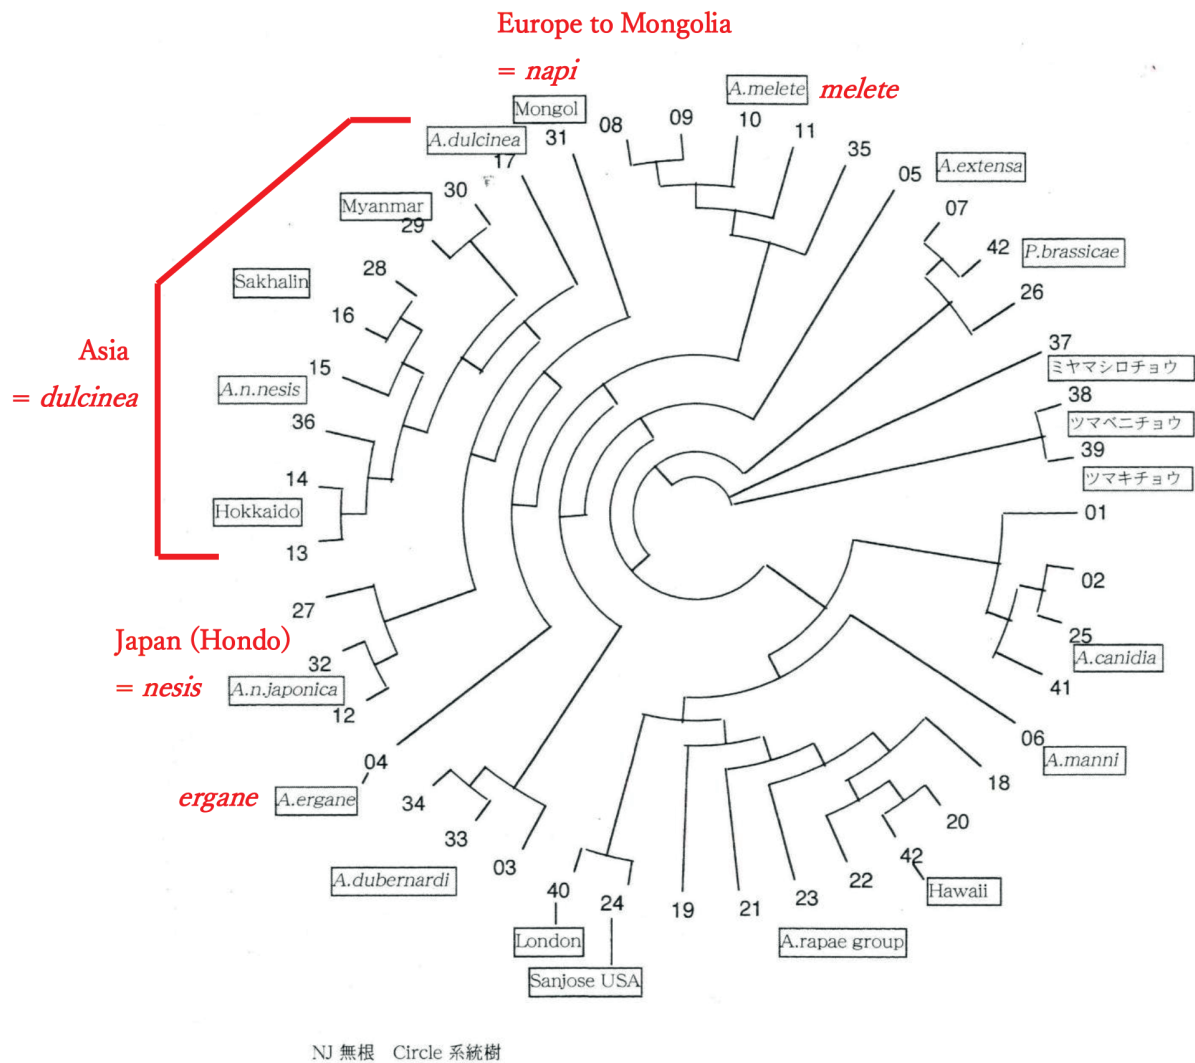 Europe to Mongolia
= napi
Mongol
31
A.dulcinea
17
30
Myanmar
29
Sakhalin
28
16
15
A.n.nesis
36
14
Hokkaido
13
Asia
= dulcinea
27
Japan (Hondo)
= nesis
32
A.n.japonica
12
04
ergane
A.ergane
34
33
03
A.dubernardi
40
London
24
Sanjose USA
19
21
23
A.rapae group
22
42
Hawaii
20
18
06
A.manni
41
A.canidia
25
02
01
39
ツマキチョウ
38
ツマベニチョウ
37
ミヤマシロチョウ
26
42
P.brassicae
07
05
A.extensa
35
11
10
A.melete melete
09
08
NJ 無根 Circle 系統樹